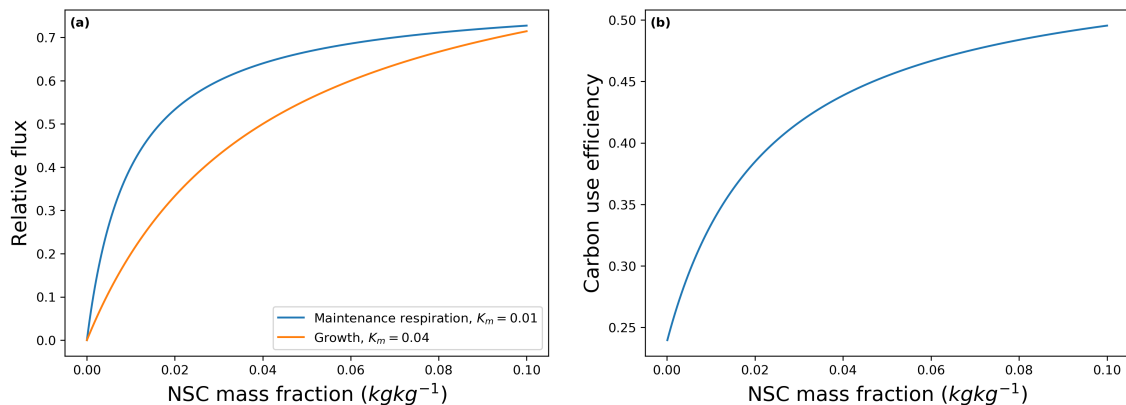 (a)
Relative flux
0.7
0.6
0.5
0.4
0.3
0.2
0.1
0.0
0.00 0.02 0.04 0.06 0.08 0.10
NSC mass fraction (kgkg⁻¹)
Maintenance respiration, Kₘ = 0.01
Growth, Kₘ = 0.04
(b)
Carbon use efficiency
0.50
0.45
0.40
0.35
0.30
0.25
0.00 0.02 0.04 0.06 0.08 0.10
NSC mass fraction (kgkg⁻¹)